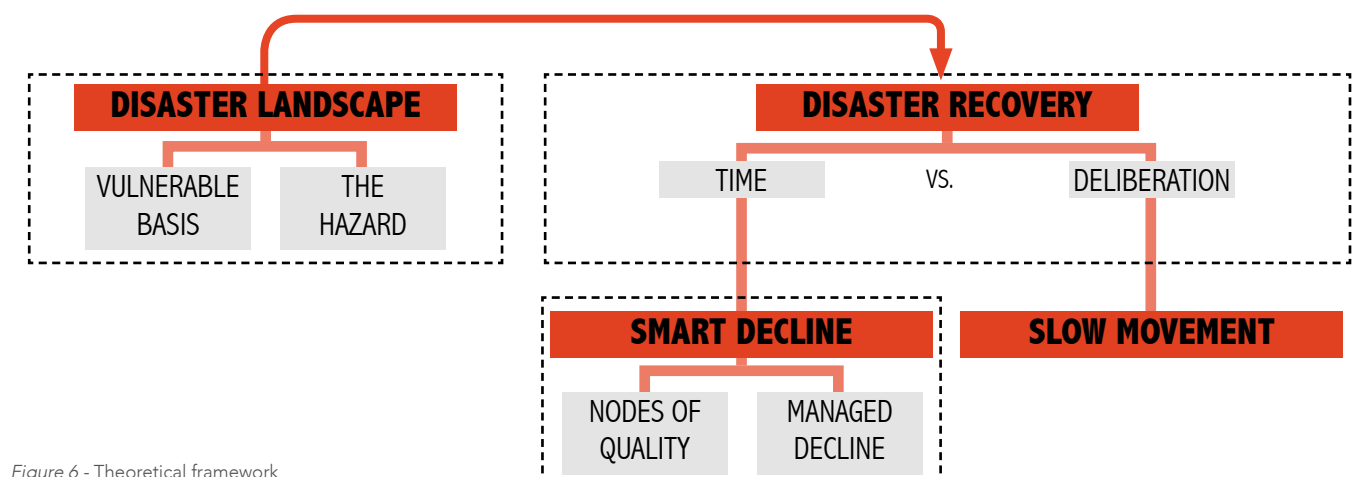 DISASTER LANDSCAPE
VULNERABLE
BASIS
THE
HAZARD
DISASTER RECOVERY
TIME
VS.
DELIBERATION
SMART DECLINE
NODES OF
QUALITY
MANAGED
DECLINE
SLOW MOVEMENT
Figure 6 - Theoretical framework